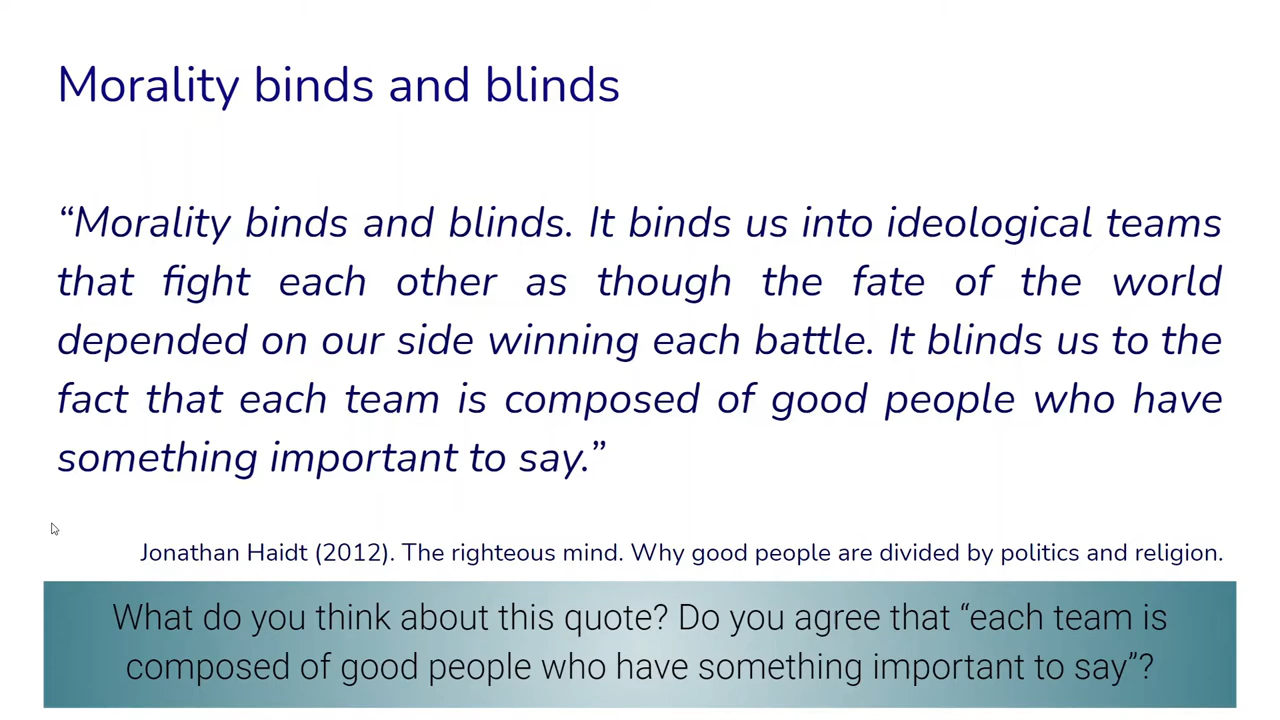 Morality binds and blinds
“Morality binds and blinds. It binds us into ideological teams
that fight each other as though the fate of the world
depended on our side winning each battle. It blinds us to the
fact that each team is composed of good people who have
something important to say.”
Jonathan Haidt (2012). The righteous mind. Why good people are divided by politics and religion.
What do you think about this quote? Do you agree that “each team is
composed of good people who have something important to say”?